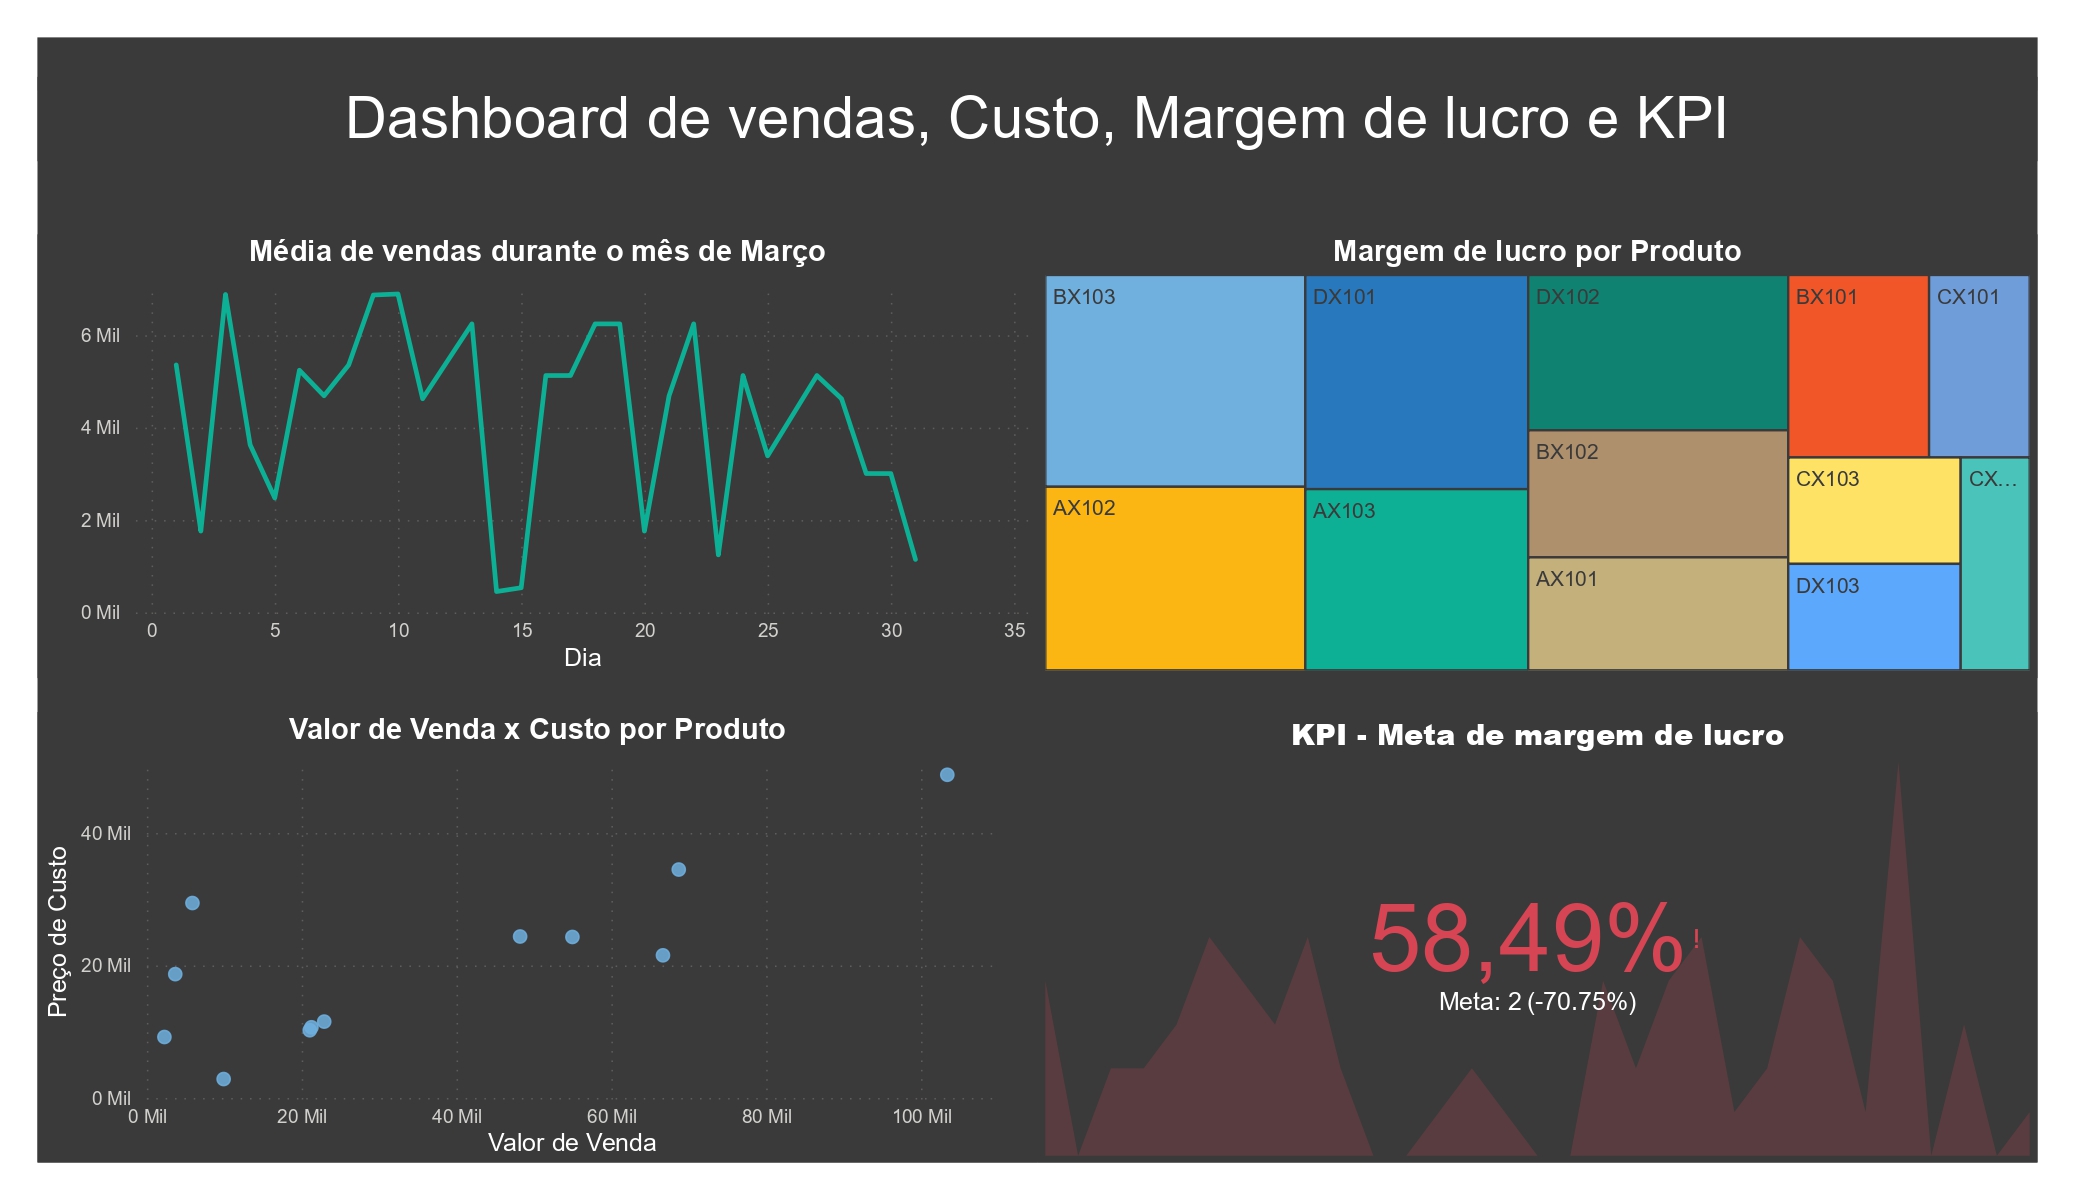 Dashboard de vendas, Custo, Margem de lucro e KPI
Média de vendas durante o mês de Março
6 Mil
4 Mil
2 Mil
0 Mil
0 5 10 15 20 25 30 35
Dia
Margem de lucro por Produto
BX103
DX101
DX102
BX101
CX101
BX102
CX103
CX…
AX102
AX103
AX101
DX103
Valor de Venda x Custo por Produto
Preço de Custo
40 Mil
20 Mil
0 Mil
0 Mil 20 Mil 40 Mil 60 Mil 80 Mil 100 Mil
Valor de Venda
KPI - Meta de margem de lucro
58,49%!
Meta: 2 (-70.75%)